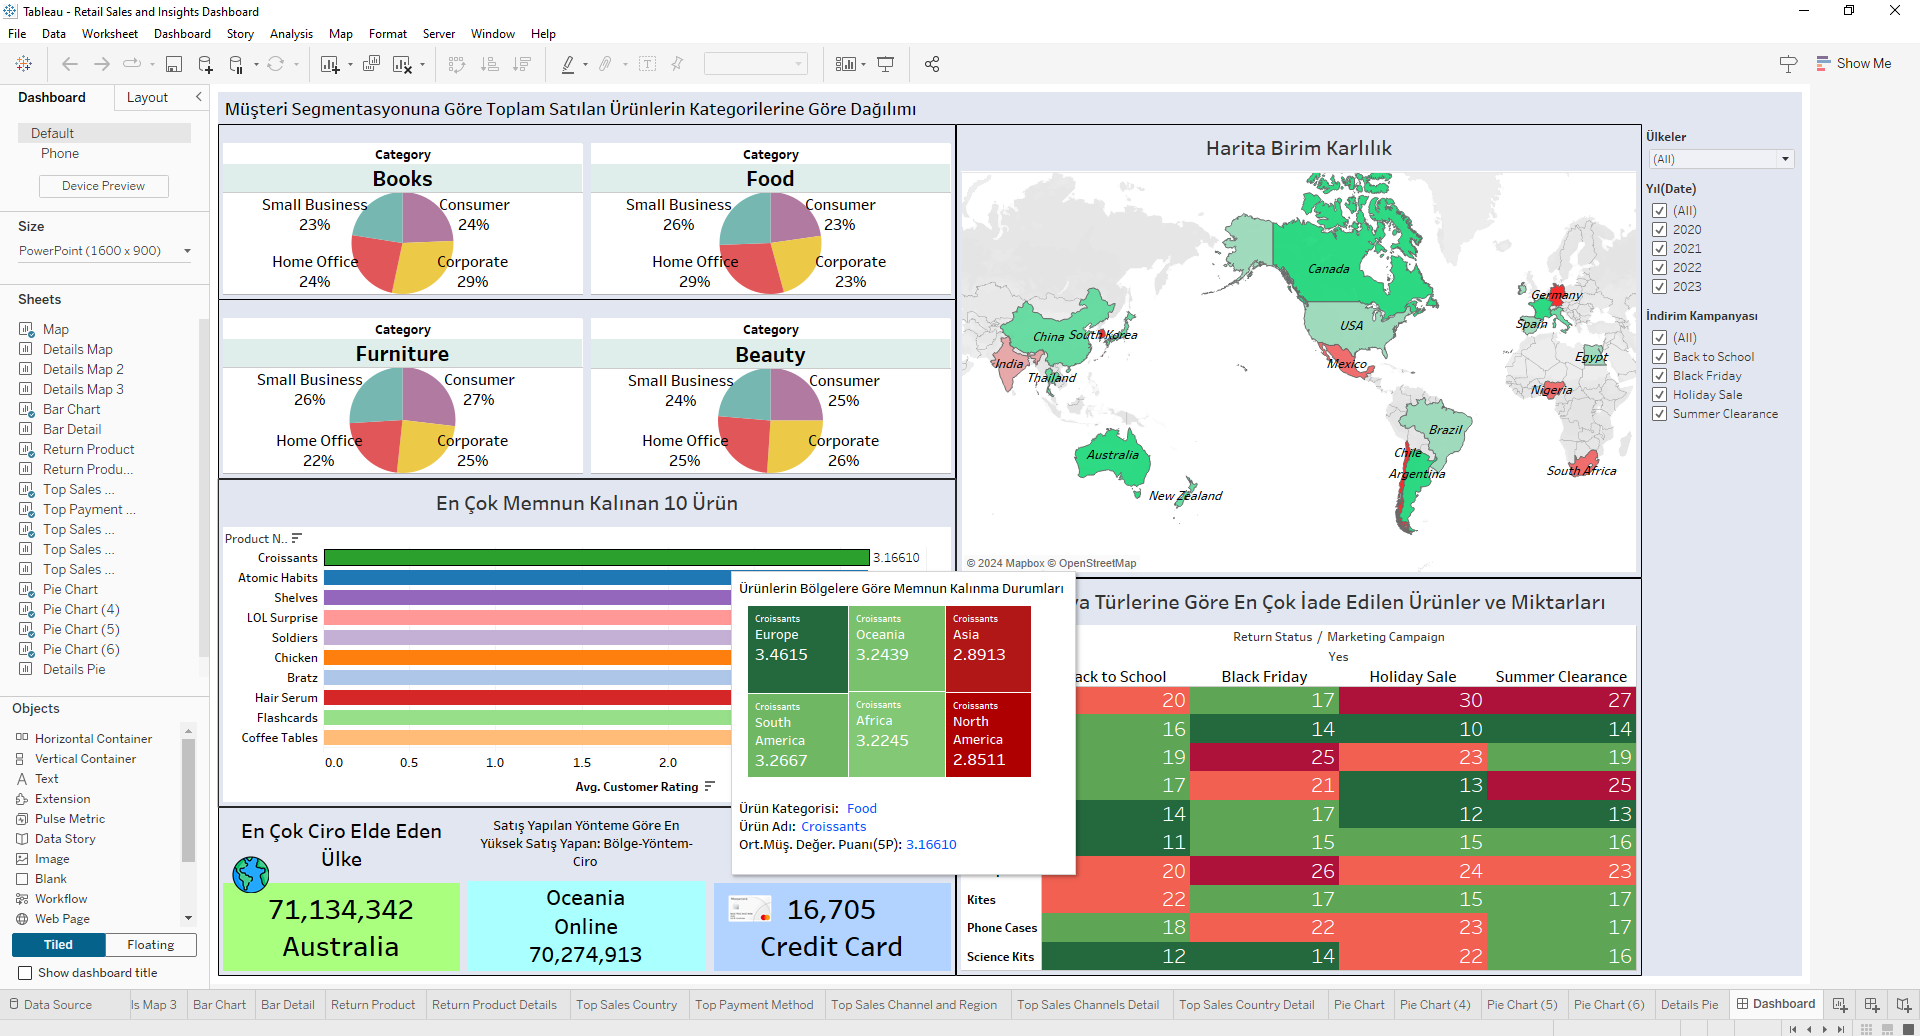 Tableau - Retail Sales and Insights Dashboard
File Data Worksheet Dashboard Story Analysis Map Format Server Window Help
Show Me
Dashboard Layout
Default
Phone
Device Preview
Size
PowerPoint (1600 x 900)
Sheets
Map
Details Map
Details Map 2
Details Map 3
Bar Chart
Bar Detail
Return Product
Return Produ...
Top Sales ...
Top Payment ...
Top Sales ...
Top Sales ...
Top Sales ...
Pie Chart
Pie Chart (4)
Pie Chart (5)
Pie Chart (6)
Details Pie
Objects
Horizontal Container
Vertical Container
Text
Extension
Pulse Metric
Data Story
Image
Blank
Workflow
Web Page
Tiled Floating
Show dashboard title
Müşteri Segmentasyonuna Göre Toplam Satılan Ürünlerin Kategorilerine Göre Dağılımı
Category
Books
Small Business
23%
Consumer
24%
Home Office
24%
Corporate
29%
Category
Food
Small Business
26%
Consumer
23%
Home Office
29%
Corporate
23%
Category
Furniture
Small Business
26%
Consumer
27%
Home Office
22%
Corporate
25%
Category
Beauty
Small Business
24%
Consumer
25%
Home Office
25%
Corporate
26%
En Çok Memnun Kalınan 10 Ürün
Product N..
Croissants 3.16610
Atomic Habits
Shelves
LOL Surprise
Soldiers
Chicken
Bratz
Hair Serum
Flashcards
Coffee Tables
0.0 0.5 1.0 1.5 2.0
Avg. Customer Rating
Ürünlerin Bölgelere Göre Memnun Kalınma Durumları
Croissants
Europe
3.4615
Croissants
Oceania
3.2439
Croissants
Asia
2.8913
Croissants
South
America
3.2667
Croissants
Africa
3.2245
Croissants
North
America
2.8511
Ürün Kategorisi: Food
Ürün Adı: Croissants
Ort.Müş. Değer. Puanı(5P): 3.16610
En Çok Ciro Elde Eden
Ülke
71,134,342
Australia
Satış Yapılan Yönteme Göre En
Yüksek Satış Yapan: Bölge-Yöntem-
Ciro
Oceania
Online
70,274,913
16,705
Credit Card
Harita Birim Karlılık
Canada
USA
Mexico
Brazil
Chile
Argentina
China
South Korea
India
Thailand
Australia
New Zealand
Germany
Spain
Egypt
Nigeria
South Africa
© 2024 Mapbox © OpenStreetMap
a Türlerine Göre En Çok İade Edilen Ürünler ve Miktarları
Return Status / Marketing Campaign
Yes
ack to School Black Friday Holiday Sale Summer Clearance
20 17 30 27
16 14 10 14
19 25 23 19
17 21 13 25
14 17 12 13
11 15 15 16
20 26 24 23
Kites 22 17 15 17
Phone Cases 18 22 23 17
Science Kits 12 14 22 16
Ülkeler
(All)
Yıl(Date)
(All)
2020
2021
2022
2023
İndirim Kampanyası
(All)
Back to School
Black Friday
Holiday Sale
Summer Clearance
Data Source ls Map 3 Bar Chart Bar Detail Return Product Return Product Details Top Sales Country Top Payment Method Top Sales Channel and Region Top Sales Channels Detail Top Sales Country Detail Pie Chart Pie Chart (4) Pie Chart (5) Pie Chart (6) Details Pie Dashboard